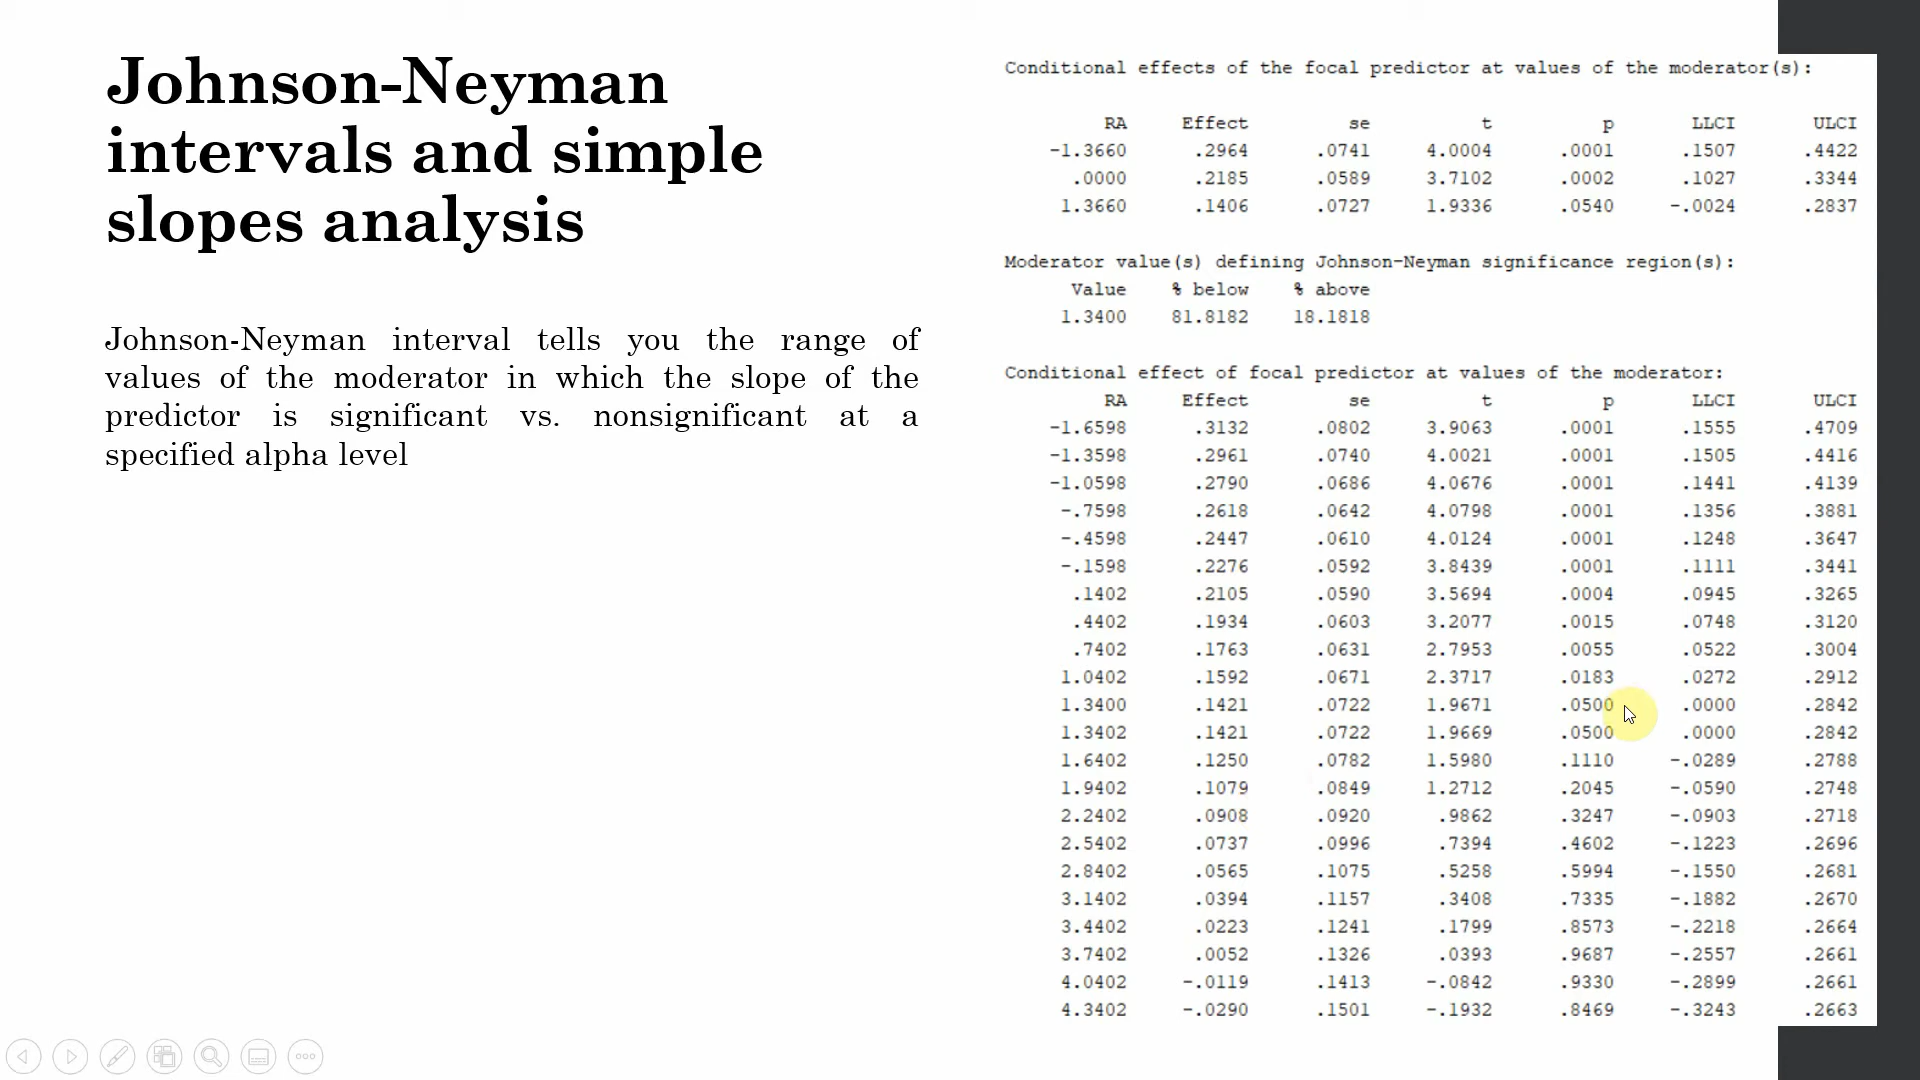 Johnson-Neyman
intervals and simple
slopes analysis
Johnson-Neyman interval tells you the range of
values of the moderator in which the slope of the
predictor is significant vs. nonsignificant at a
specified alpha level
Conditional effects of the focal predictor at values of the moderator(s):
RA Effect se t p LLCI ULCI
-1.3660 .2964 .0741 4.0004 .0001 .1507 .4422
.0000 .2185 .0589 3.7102 .0002 .1027 .3344
1.3660 .1406 .0727 1.9336 .0540 -.0024 .2837
Moderator value(s) defining Johnson-Neyman significance region(s):
Value % below % above
1.3400 81.8182 18.1818
Conditional effect of focal predictor at values of the moderator:
RA Effect se t p LLCI ULCI
-1.6598 .3132 .0802 3.9063 .0001 .1555 .4709
-1.3598 .2961 .0740 4.0021 .0001 .1505 .4416
-1.0598 .2790 .0686 4.0676 .0001 .1441 .4139
-.7598 .2618 .0642 4.0798 .0001 .1356 .3881
-.4598 .2447 .0610 4.0124 .0001 .1248 .3647
-.1598 .2276 .0592 3.8439 .0001 .1111 .3441
.1402 .2105 .0590 3.5694 .0004 .0945 .3265
.4402 .1934 .0603 3.2077 .0015 .0748 .3120
.7402 .1763 .0631 2.7953 .0055 .0522 .3004
1.0402 .1592 .0671 2.3717 .0183 .0272 .2912
1.3400 .1421 .0722 1.9671 .0500 .0000 .2842
1.3402 .1421 .0722 1.9669 .0500 .0000 .2842
1.6402 .1250 .0782 1.5980 .1110 -.0289 .2788
1.9402 .1079 .0849 1.2712 .2045 -.0590 .2748
2.2402 .0908 .0920 .9862 .3247 -.0903 .2718
2.5402 .0737 .0996 .7394 .4602 -.1223 .2696
2.8402 .0565 .1075 .5258 .5994 -.1550 .2681
3.1402 .0394 .1157 .3408 .7335 -.1882 .2670
3.4402 .0223 .1241 .1799 .8573 -.2218 .2664
3.7402 .0052 .1326 .0393 .9687 -.2557 .2661
4.0402 -.0119 .1413 -.0842 .9330 -.2899 .2661
4.3402 -.0290 .1501 -.1932 .8469 -.3243 .2663